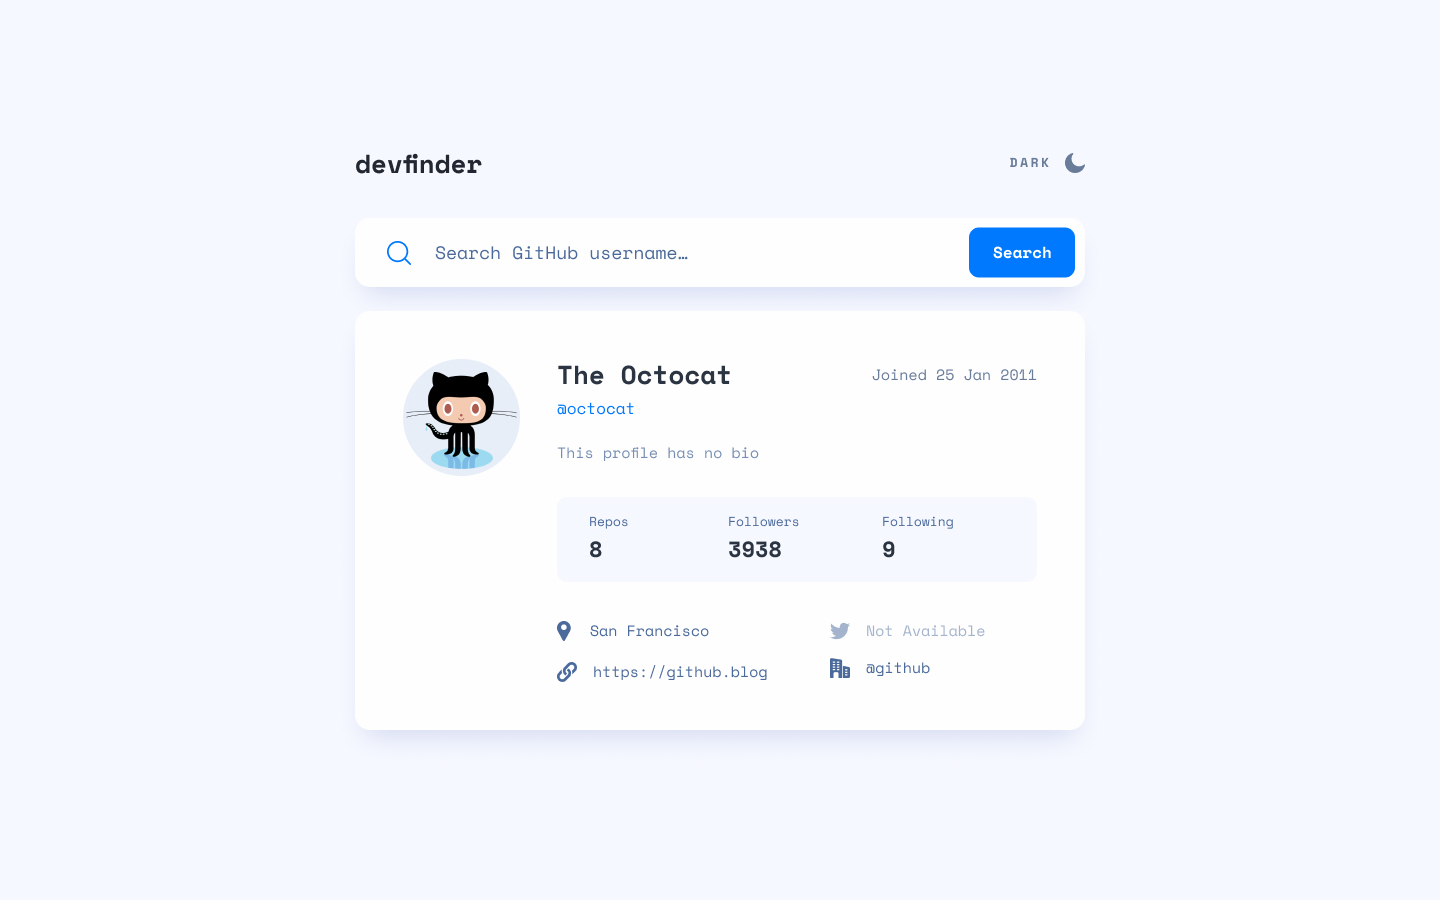 devfinder
DARK
Search GitHub username…
Search
The Octocat
Joined 25 Jan 2011
@octocat
This profile has no bio
Repos
Followers
Following
8
3938
9
San Francisco
Not Available
https://github.blog
@github